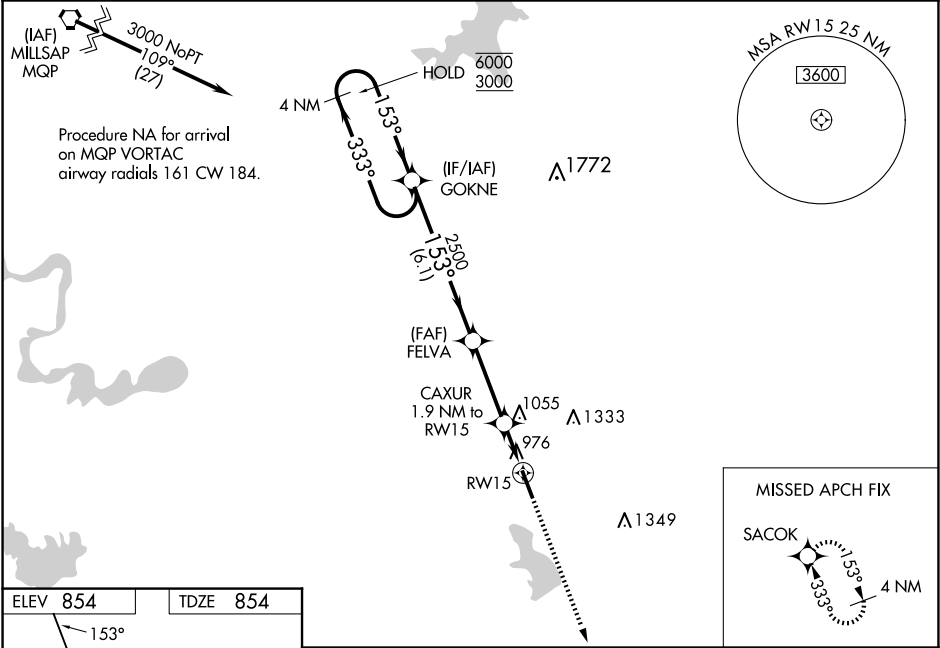 (IAF)
MILLSAP
MQP
3000 NoPT
109°
(27)
Procedure NA for arrival
on MQP VORTAC
airway radials 161 CW 184.
HOLD
6000
3000
4 NM
153°
333°
(IF/IAF)
GOKNE
1772
MSA RW15 25 NM
3600
2500
153°
(6.1)
(FAF)
FELVA
CAXUR
1.9 NM to
RW15
1055
1333
976
RW15
1349
MISSED APCH FIX
SACOK
153°
333°
4 NM
ELEV 854
TDZE 854
153°